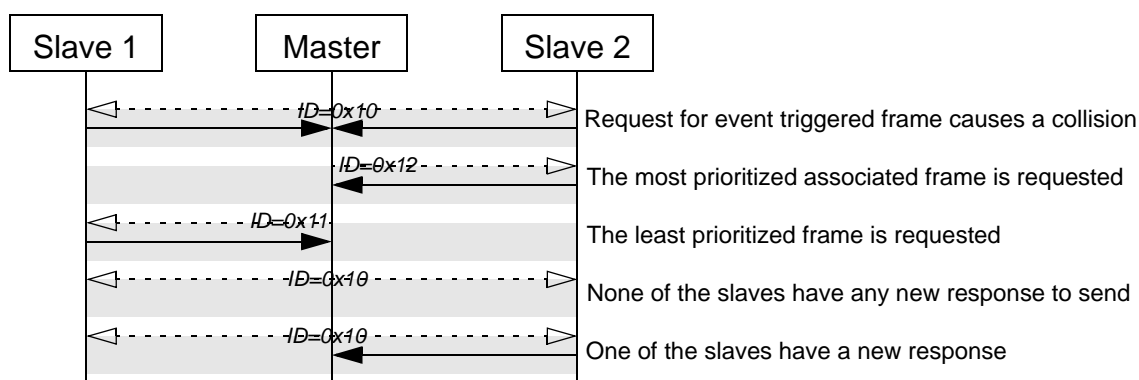 Slave 1 Master Slave 2
ID=0x10
Request for event triggered frame causes a collision
ID=0x12
The most prioritized associated frame is requested
ID=0x11
The least prioritized frame is requested
ID=0x10
None of the slaves have any new response to send
ID=0x10
One of the slaves have a new response